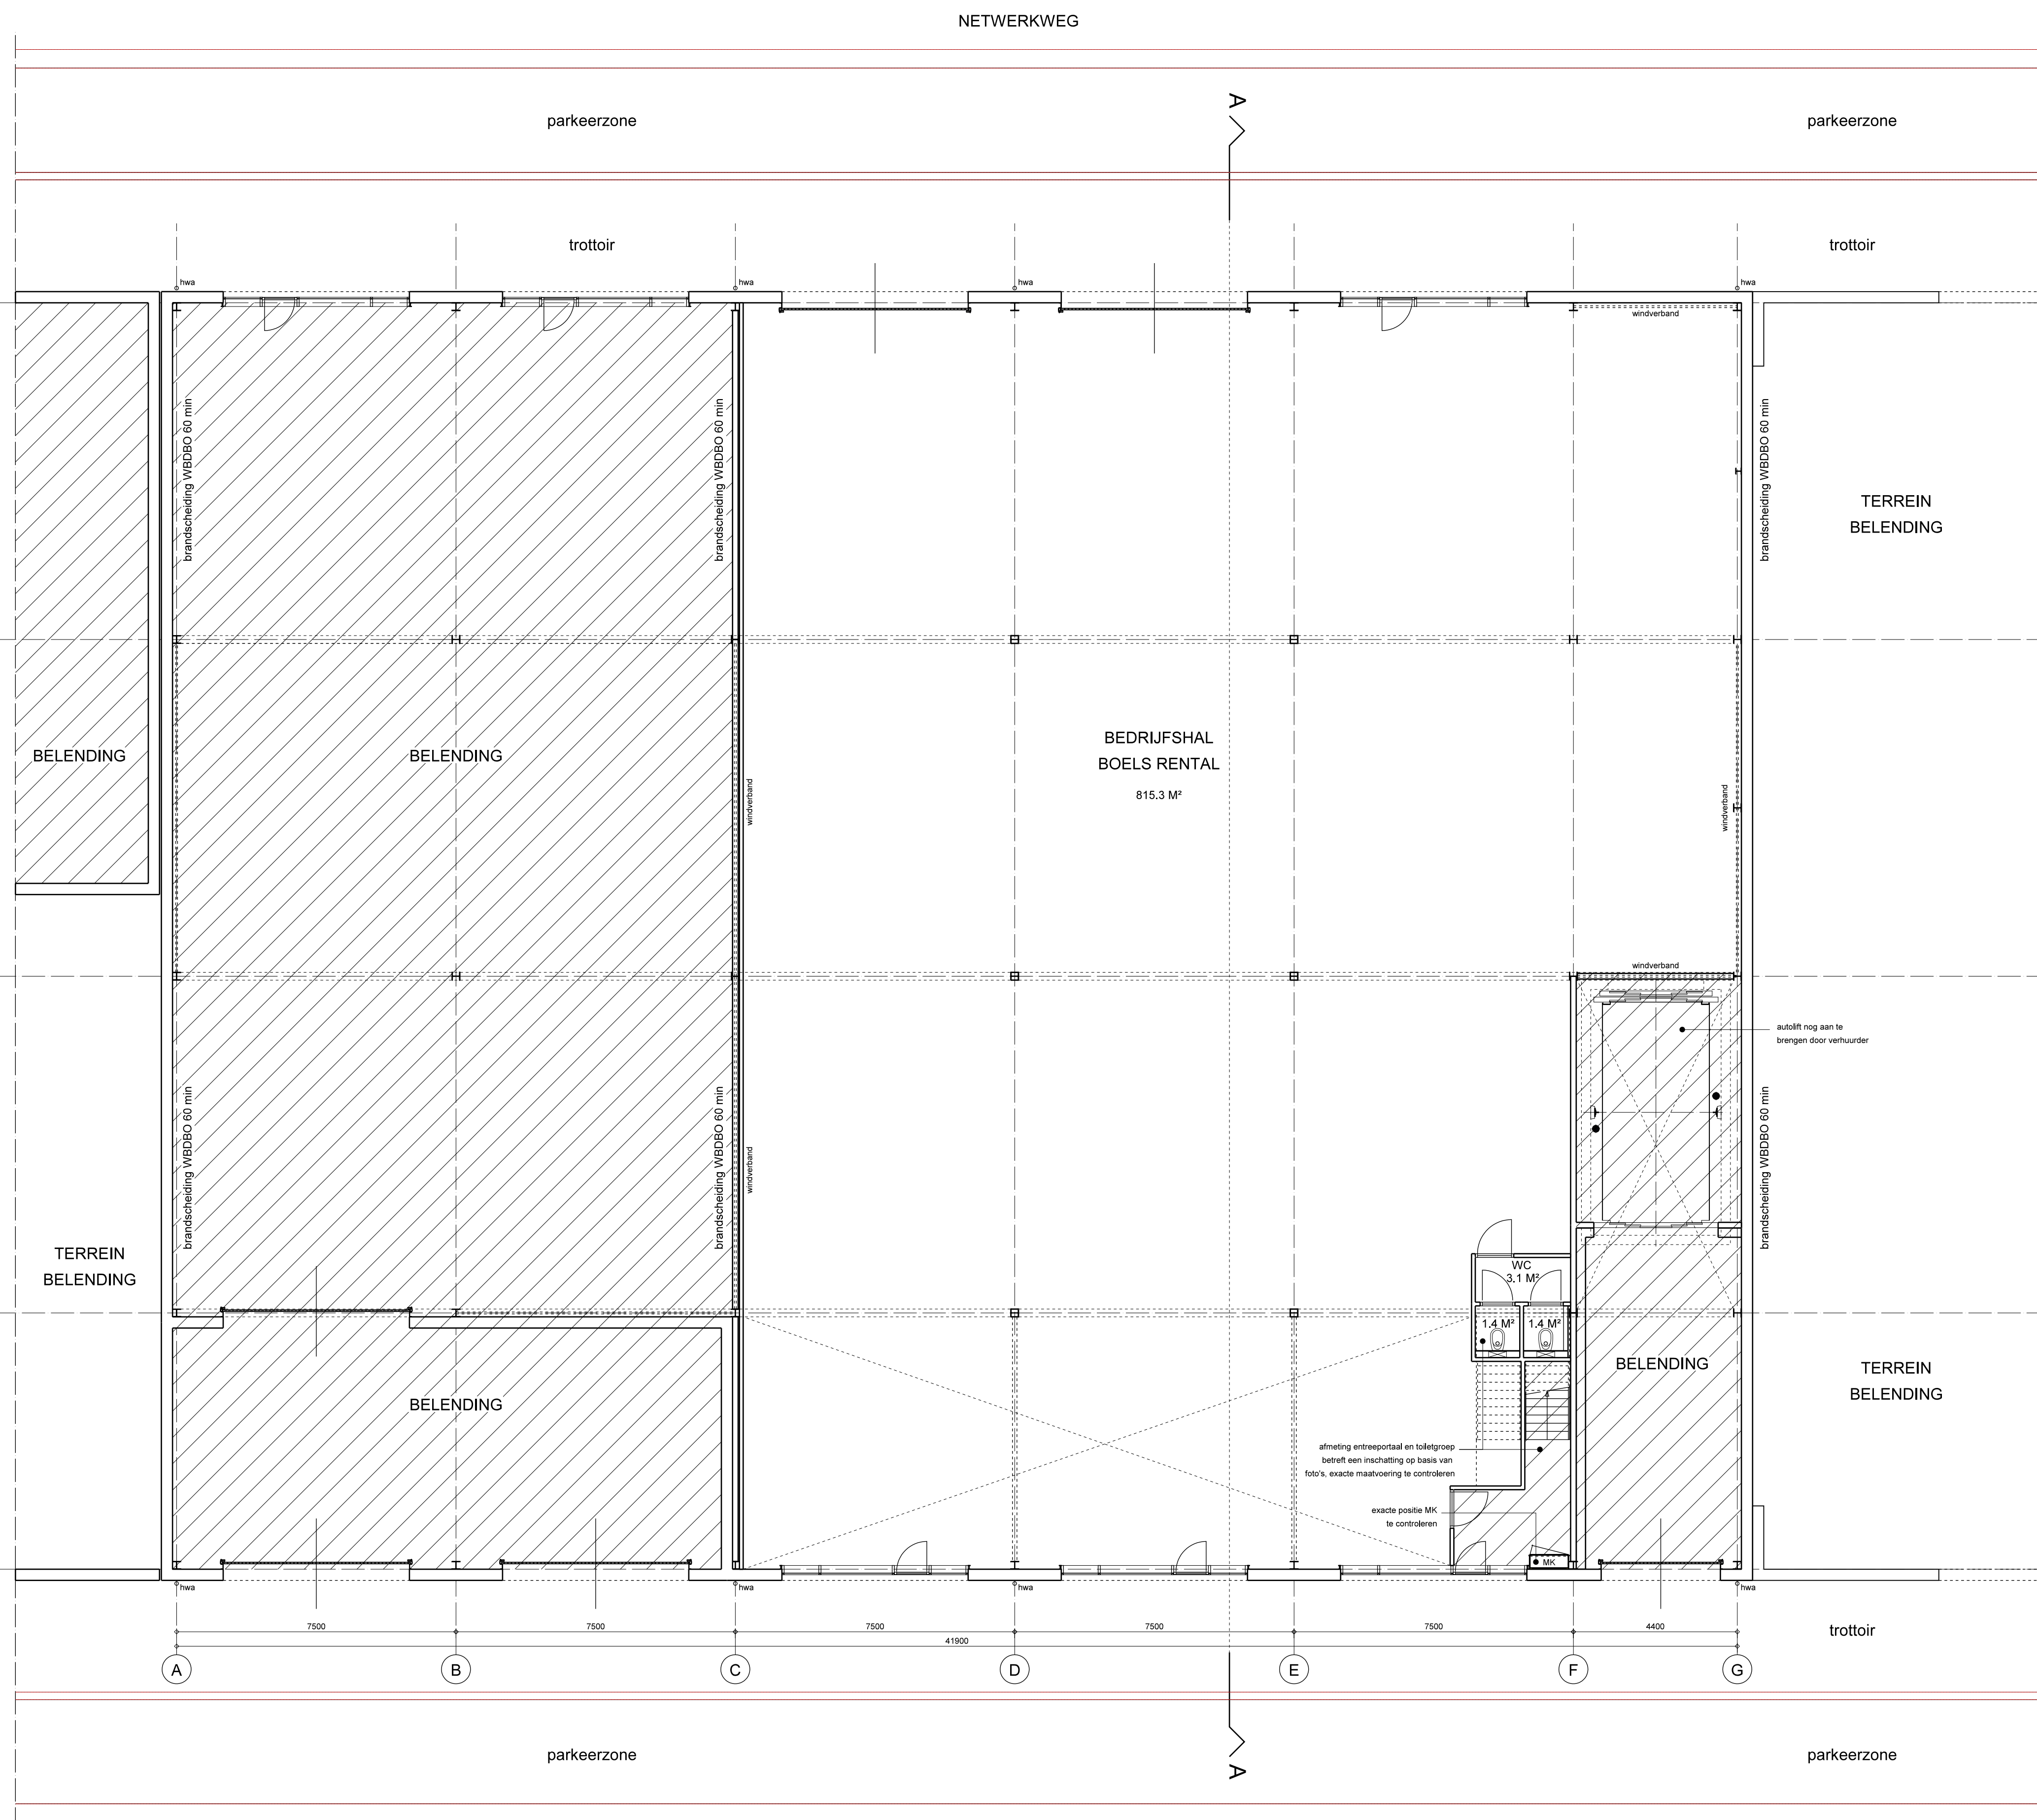 NETWERKWEG
A
parkeerzone
parkeerzone
trottoir
trottoir
hwa
hwa
hwa
hwa
windverband
brandscheiding WBDBO 60 min
brandscheiding WBDBO 60 min
brandscheiding WBDBO 60 min
TERREIN
BELENDING
BELENDING
BELENDING
BEDRIJFSHAL
BOELS RENTAL
815.3 M²
windverband
windverband
windverband
autolift nog aan te
brengen door verhuurder
brandscheiding WBDBO 60 min
brandscheiding WBDBO 60 min
windverband
brandscheiding WBDBO 60 min
TERREIN
BELENDING
WC
3.1 M²
1.4 M²
1.4 M²
BELENDING
TERREIN
BELENDING
BELENDING
afmeting entreeportaal en toiletgroep
betreft een inschatting op basis van
foto's, exacte maatvoering te controleren
exacte positie MK
te controleren
MK
hwa
hwa
hwa
hwa
7500
7500
7500
7500
7500
4400
41900
trottoir
A
B
C
D
E
F
G
parkeerzone
parkeerzone
A